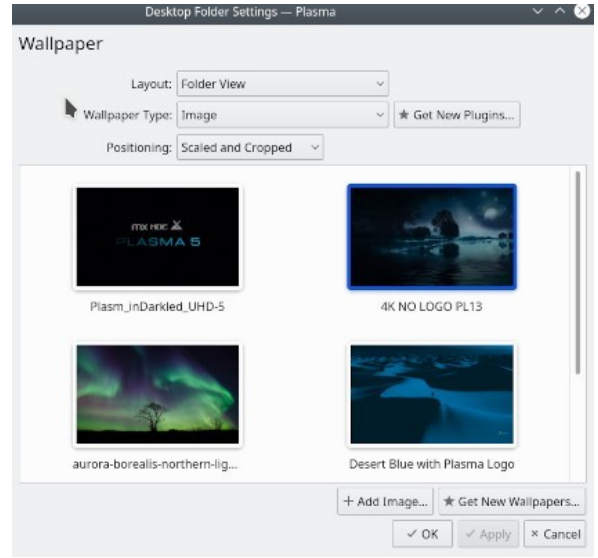 Desktop Folder Settings — Plasma
Wallpaper
Layout: Folder View
Wallpaper Type: Image ★ Get New Plugins...
Positioning: Scaled and Cropped
PLASMA 5
Plasm_inDarkled_UHD-5 4K NO LOGO PL13
aurora-borealis-northern-lig... Desert Blue with Plasma Logo
+ Add Image... ★ Get New Wallpapers...
✓ OK ✓ Apply × Cancel